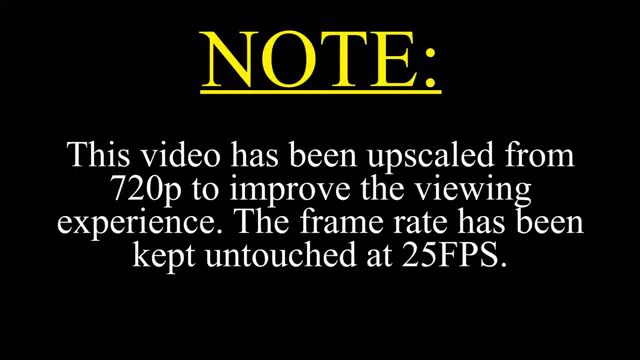 NOTE:
This video has been upscaled from
720p to improve the viewing
experience. The frame rate has been
kept untouched at 25FPS.